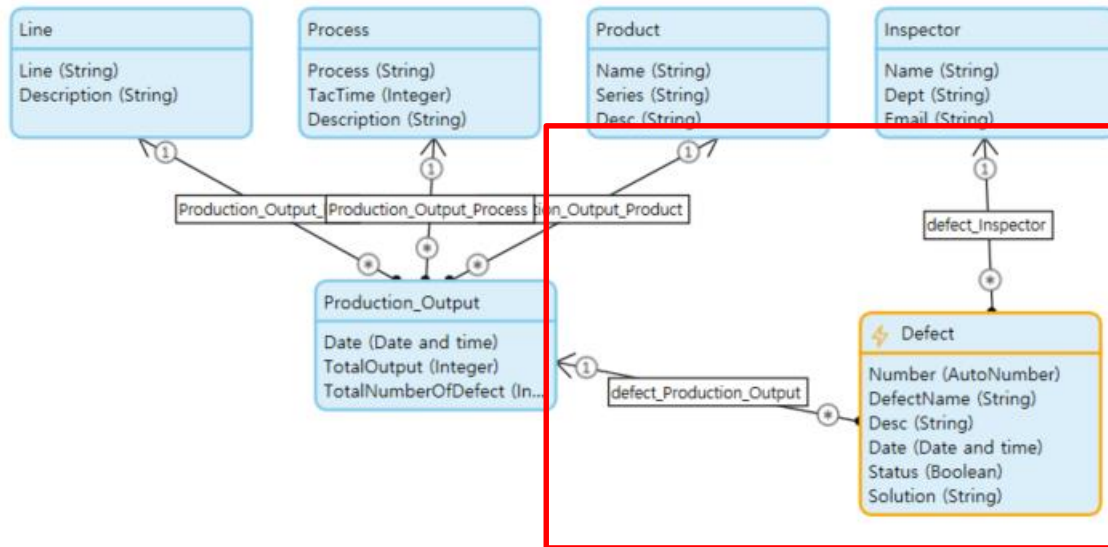 Line
Line (String)
Description (String)
Process
Process (String)
TacTime (Integer)
Description (String)
Product
Name (String)
Series (String)
Desc (String)
Inspector
Name (String)
Dept (String)
Email (String)
1
1
1
1
Production_Output_
Production_Output_Process
on_Output_Product
defect_Inspector
*
*
*
*
Production_Output
Date (Date and time)
TotalOutput (Integer)
TotalNumberOfDefect (In...
1
defect_Production_Output
*
Defect
Number (AutoNumber)
DefectName (String)
Desc (String)
Date (Date and time)
Status (Boolean)
Solution (String)